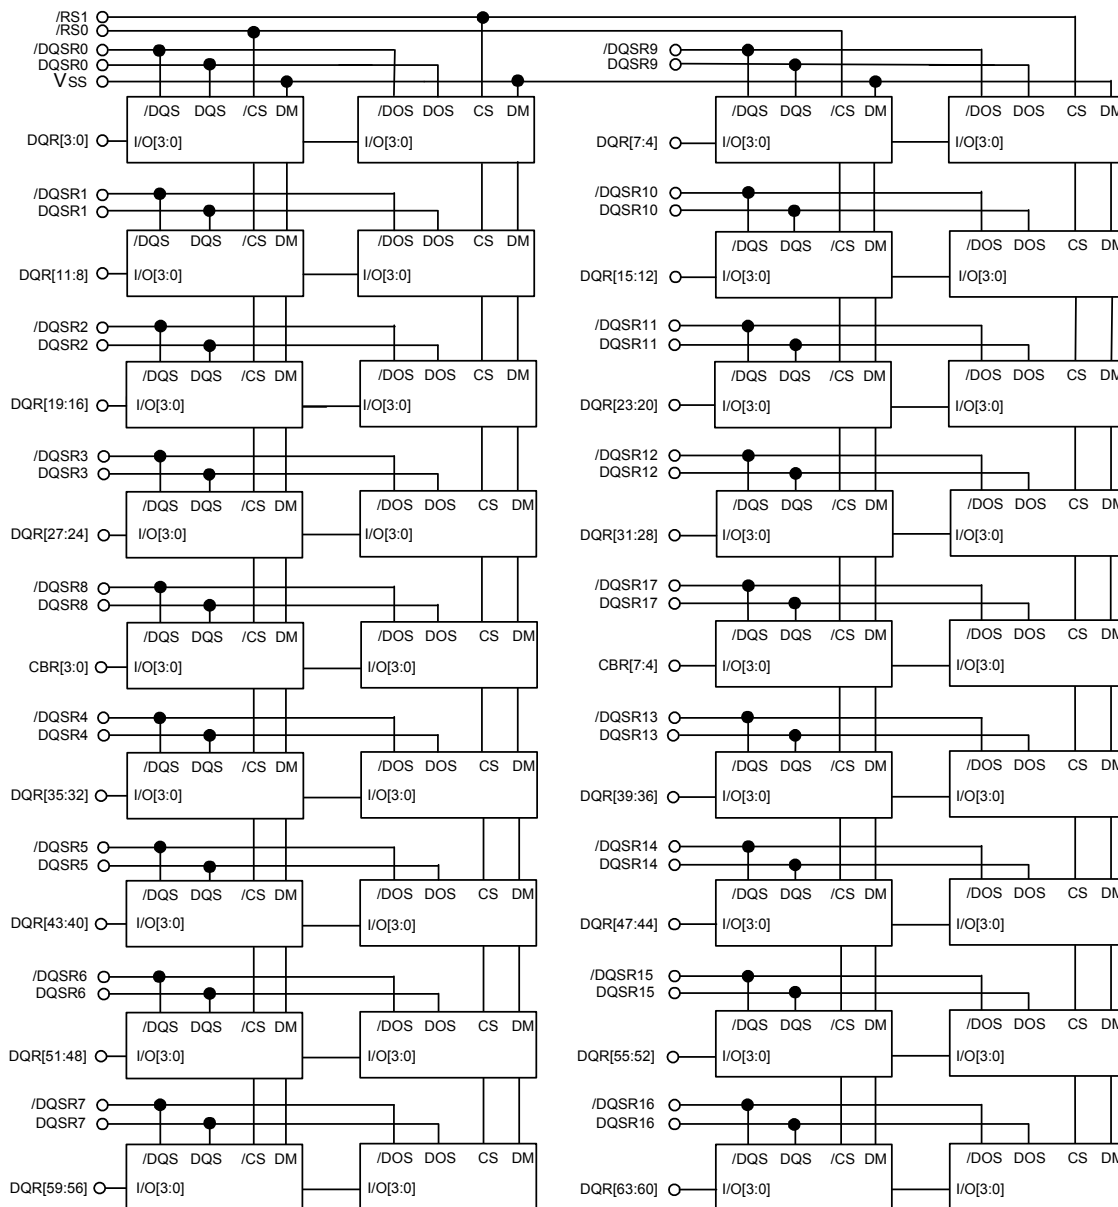 /RS1
/RS0
/DQSR0 /DQSR9
DQSR0 DQSR9
VSS
/DQS DQS /CS DM /DOS DOS CS DM /DQS DQS /CS DM /DOS DOS CS DM
DQR[3:0] I/O[3:0] I/O[3:0] DQR[7:4] I/O[3:0] I/O[3:0]
/DQSR1 /DQSR10
DQSR1 DQSR10
/DQS DQS /CS DM /DOS DOS CS DM /DQS DQS /CS DM /DOS DOS CS DM
DQR[11:8] I/O[3:0] I/O[3:0] DQR[15:12] I/O[3:0] I/O[3:0]
/DQSR2 /DQSR11
DQSR2 DQSR11
/DQS DQS /CS DM /DOS DOS CS DM /DQS DQS /CS DM /DOS DOS CS DM
DQR[19:16] I/O[3:0] I/O[3:0] DQR[23:20] I/O[3:0] I/O[3:0]
/DQSR3 /DQSR12
DQSR3 DQSR12
/DQS DQS /CS DM /DOS DOS CS DM /DQS DQS /CS DM /DOS DOS CS DM
DQR[27:24] I/O[3:0] I/O[3:0] DQR[31:28] I/O[3:0] I/O[3:0]
/DQSR8 /DQSR17
DQSR8 DQSR17
/DQS DQS /CS DM /DOS DOS CS DM /DQS DQS /CS DM /DOS DOS CS DM
CBR[3:0] I/O[3:0] I/O[3:0] CBR[7:4] I/O[3:0] I/O[3:0]
/DQSR4 /DQSR13
DQSR4 DQSR13
/DQS DQS /CS DM /DOS DOS CS DM /DQS DQS /CS DM /DOS DOS CS DM
DQR[35:32] I/O[3:0] I/O[3:0] DQR[39:36] I/O[3:0] I/O[3:0]
/DQSR5 /DQSR14
DQSR5 DQSR14
/DQS DQS /CS DM /DOS DOS CS DM /DQS DQS /CS DM /DOS DOS CS DM
DQR[43:40] I/O[3:0] I/O[3:0] DQR[47:44] I/O[3:0] I/O[3:0]
/DQSR6 /DQSR15
DQSR6 DQSR15
/DQS DQS /CS DM /DOS DOS CS DM /DQS DQS /CS DM /DOS DOS CS DM
DQR[51:48] I/O[3:0] I/O[3:0] DQR[55:52] I/O[3:0] I/O[3:0]
/DQSR7 /DQSR16
DQSR7 DQSR16
/DQS DQS /CS DM /DOS DOS CS DM /DQS DQS /CS DM /DOS DOS CS DM
DQR[59:56] I/O[3:0] I/O[3:0] DQR[63:60] I/O[3:0] I/O[3:0]